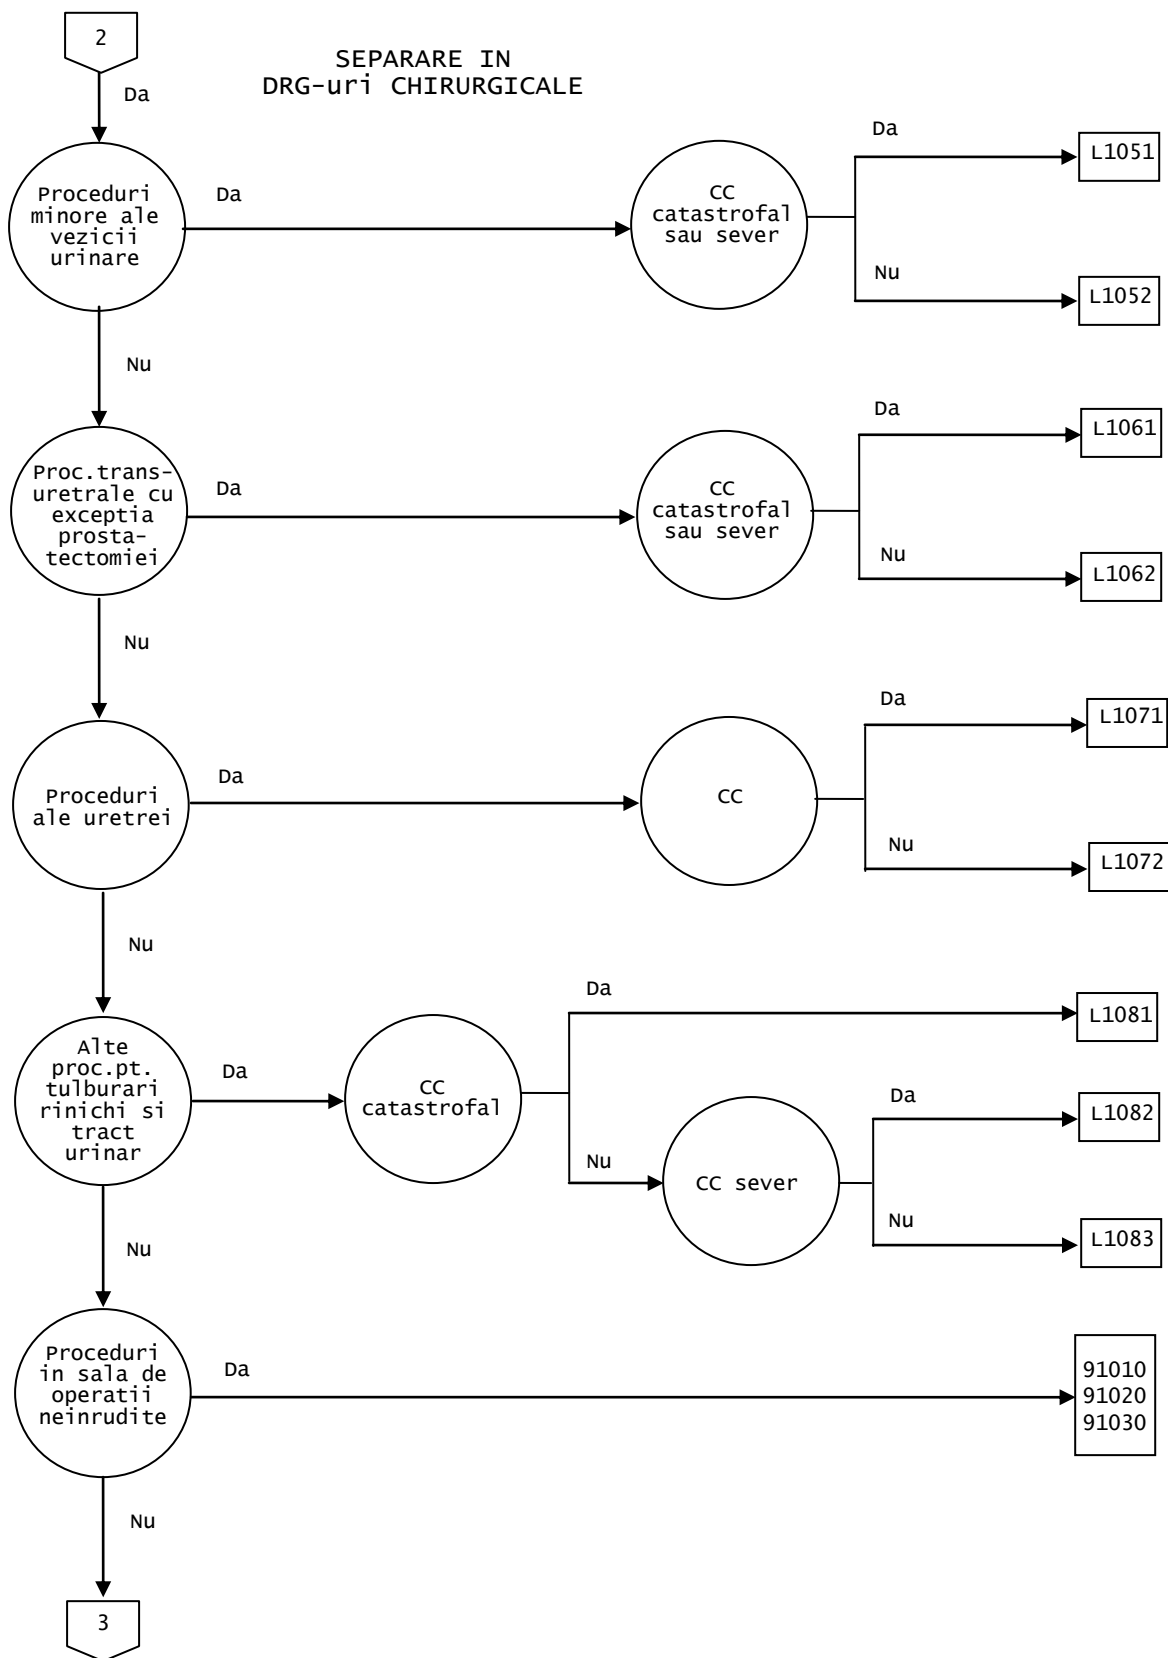 2
SEPARARE IN
DRG-uri CHIRURGICALE
Da
Proceduri
minore ale
vezicii
urinare
Da
CC
catastrofal
sau sever
Da
L1051
Nu
L1052
Nu
Proc.trans-
uretrale cu
exceptia
prosta-
tectomiei
Da
CC
catastrofal
sau sever
Da
L1061
Nu
L1062
Nu
Proceduri
ale uretrei
Da
CC
Da
L1071
Nu
L1072
Nu
Alte
proc.pt.
tulburari
rinichi si
tract
urinar
Da
CC
catastrofal
Da
L1081
Nu
CC sever
Da
L1082
Nu
L1083
Nu
Proceduri
in sala de
operatii
neinrudite
Da
91010
91020
91030
Nu
3